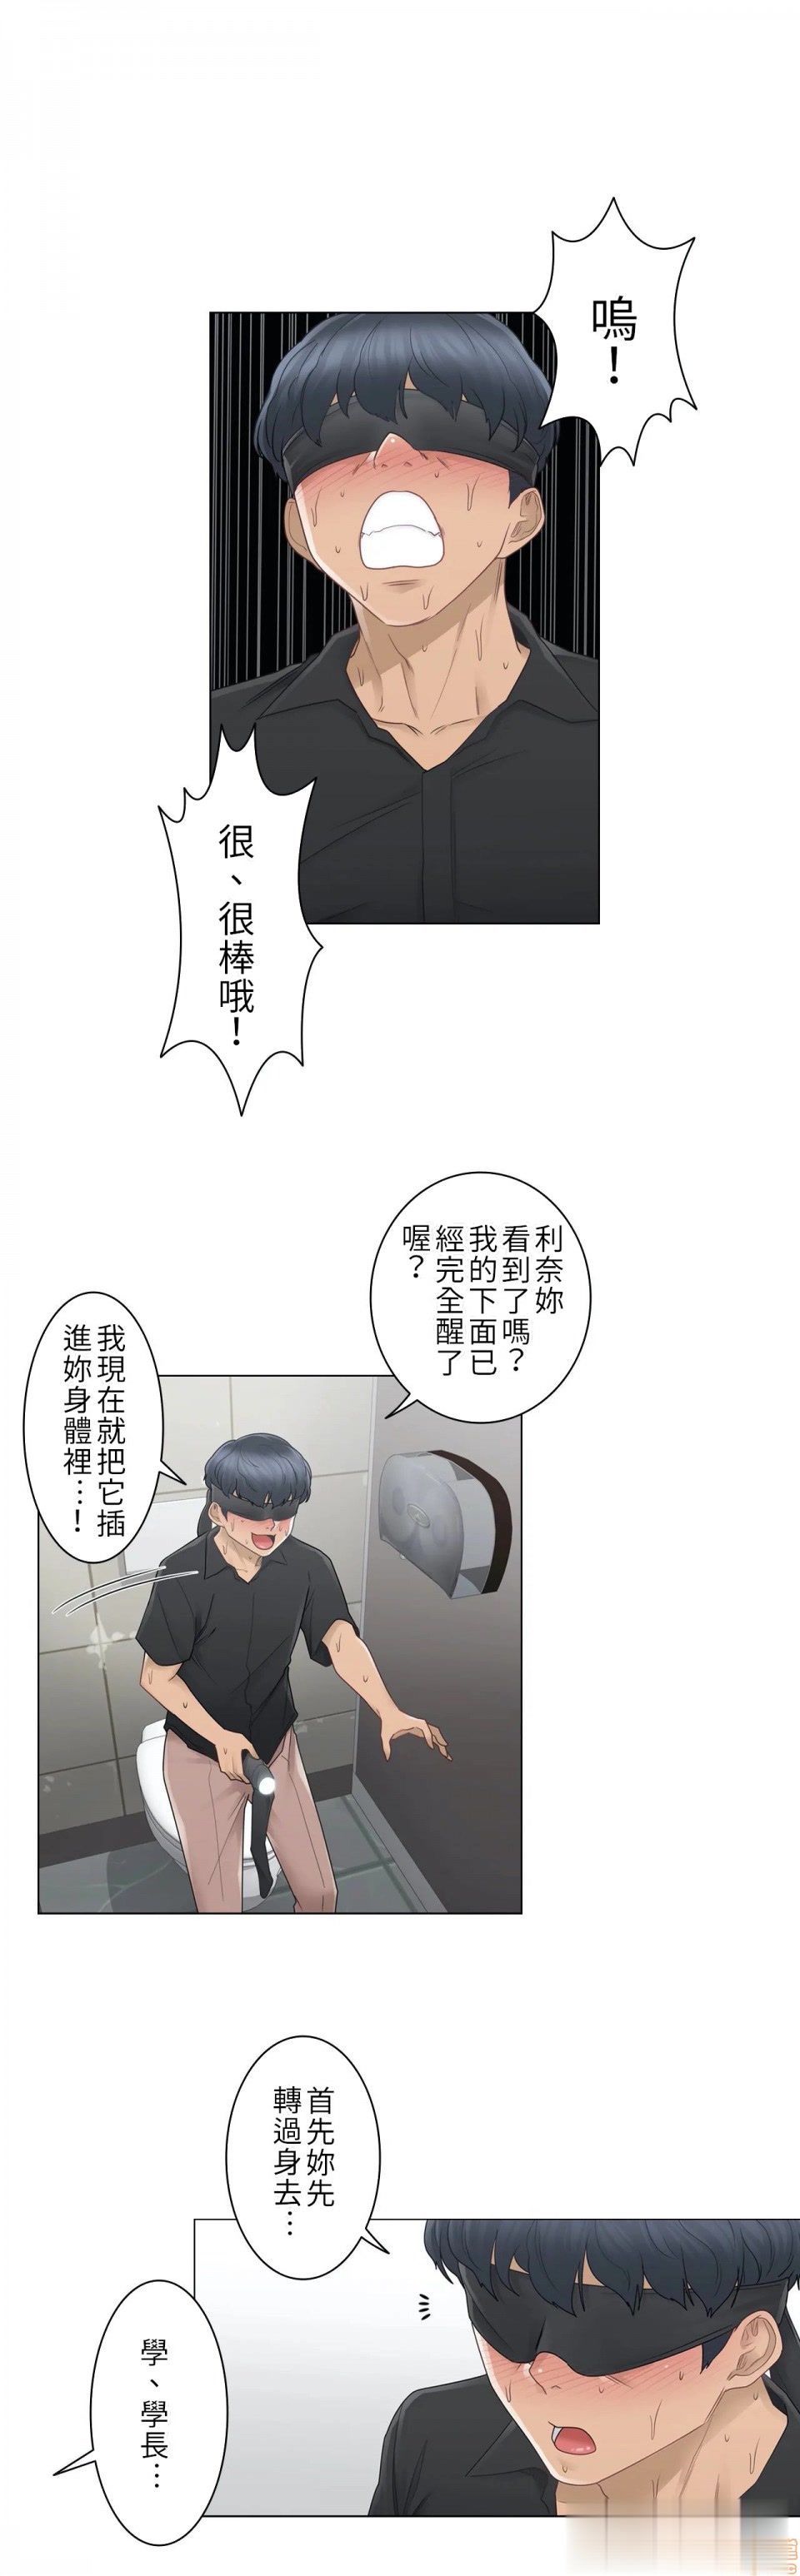 嗚！
很、很棒哦！
利奈妳
看到了嗎？
我的下面已
經完全醒了
喔？
我現在就把它插
進妳身體裡…！
首先妳先
轉過身去…
學、學長…